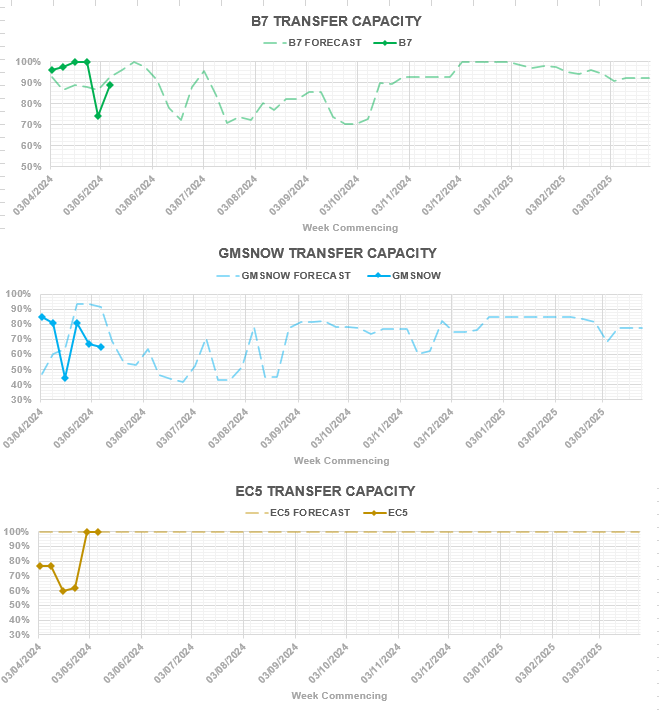 B7 TRANSFER CAPACITY
B7 FORECAST B7
100%
90%
80%
70%
60%
50%
03/04/2024 03/05/2024 03/06/2024 03/07/2024 03/08/2024 03/09/2024 03/10/2024 03/11/2024 03/12/2024 03/01/2025 03/02/2025 03/03/2025
Week Commencing
GMSNOW TRANSFER CAPACITY
GMSNOW FORECAST GMSNOW
100%
90%
80%
70%
60%
50%
40%
30%
03/04/2024 03/05/2024 03/06/2024 03/07/2024 03/08/2024 03/09/2024 03/10/2024 03/11/2024 03/12/2024 03/01/2025 03/02/2025 03/03/2025
Week Commencing
EC5 TRANSFER CAPACITY
EC5 FORECAST EC5
100%
90%
80%
70%
60%
50%
40%
30%
03/04/2024 03/05/2024 03/06/2024 03/07/2024 03/08/2024 03/09/2024 03/10/2024 03/11/2024 03/12/2024 03/01/2025 03/02/2025 03/03/2025
Week Commencing